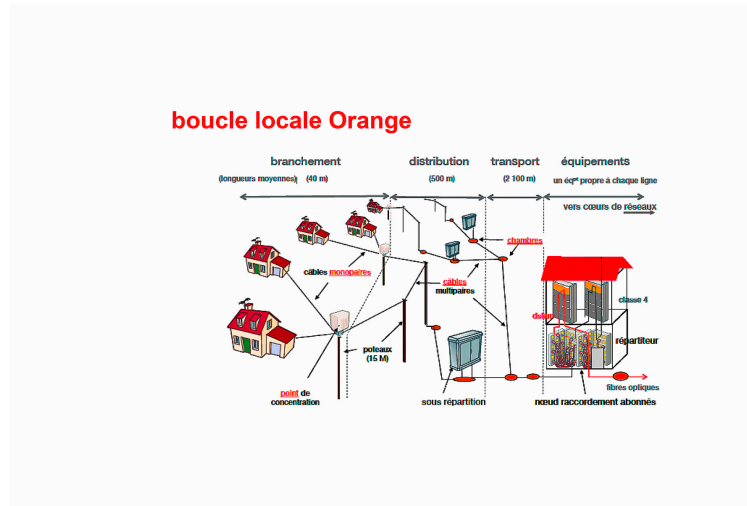 boucle locale Orange
branchement distribution transport équipements
(longueurs moyennes) (40 m) (500 m) (2 100 m) un éqpt propre à chaque ligne
vers cœurs de réseaux
chambres
câbles monopaires
câbles
multipaires
dslam
classe 4
répartiteur
poteaux
(15 M)
fibres optiques
point de
concentration
sous répartition
nœud raccordement abonnés